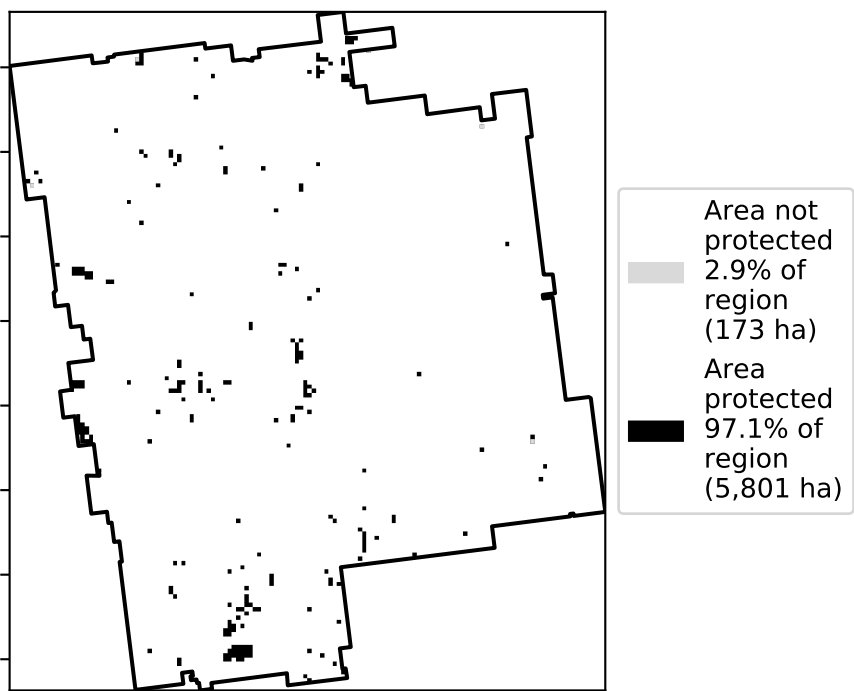 Area not
protected
2.9% of
region
(173 ha)
Area
protected
97.1% of
region
(5,801 ha)